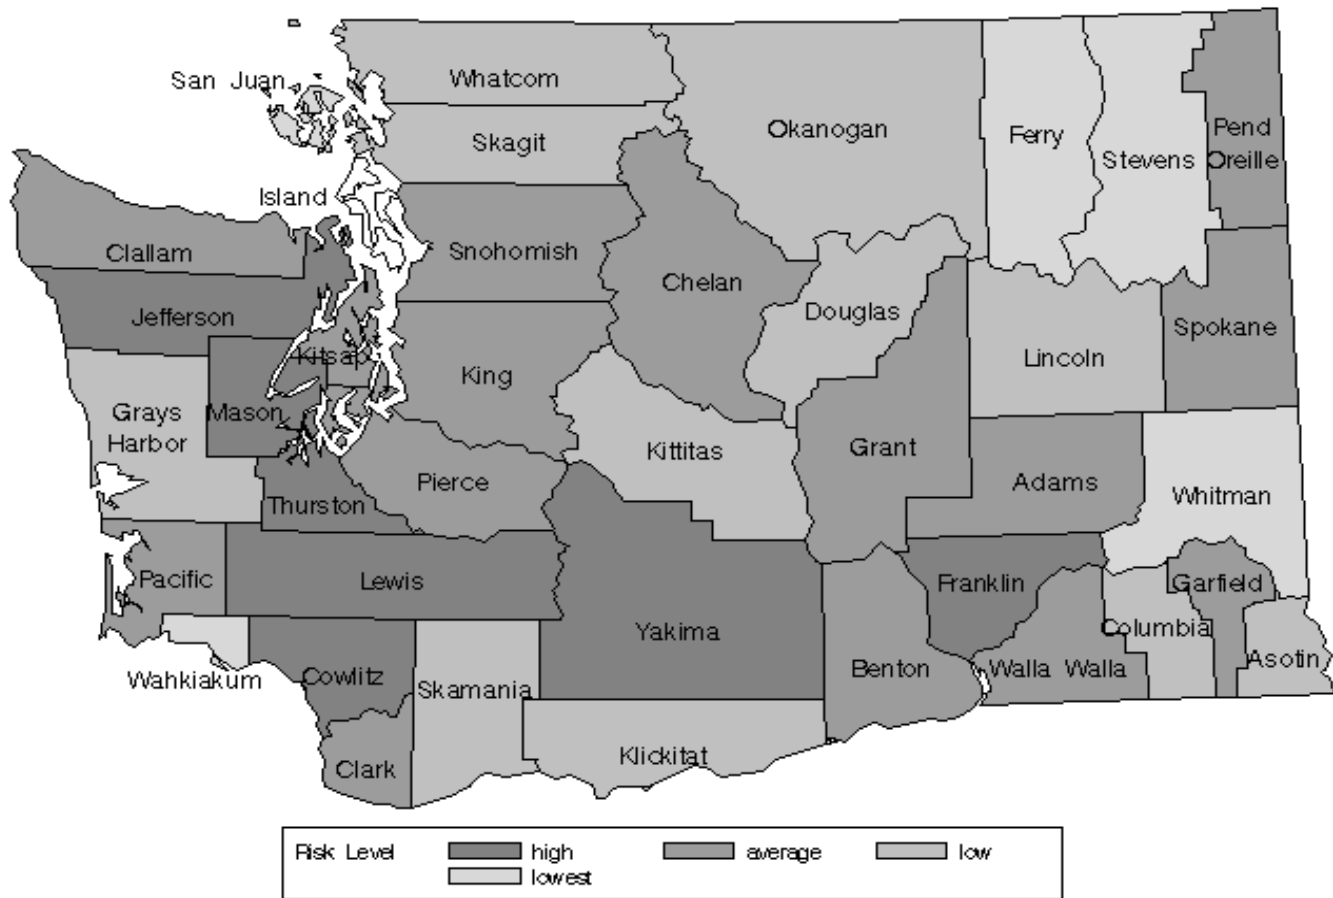 San Juan
Whatcom
Skagit
Okanogan
Ferry
Stevens
Pend
Oreille
Island
Clallam
Snohomish
Chelan
Douglas
Jefferson
Kitsap
King
Lincoln
Spokane
Grays
Harbor
Mason
Kittitas
Grant
Adams
Whitman
Thurston
Pierce
Pacific
Lewis
Yakima
Franklin
Garfield
Columbia
Asotin
Wahkiakum
Cowlitz
Skamania
Benton
Walla Walla
Clark
Klickitat
Risk Level high average low
lowest